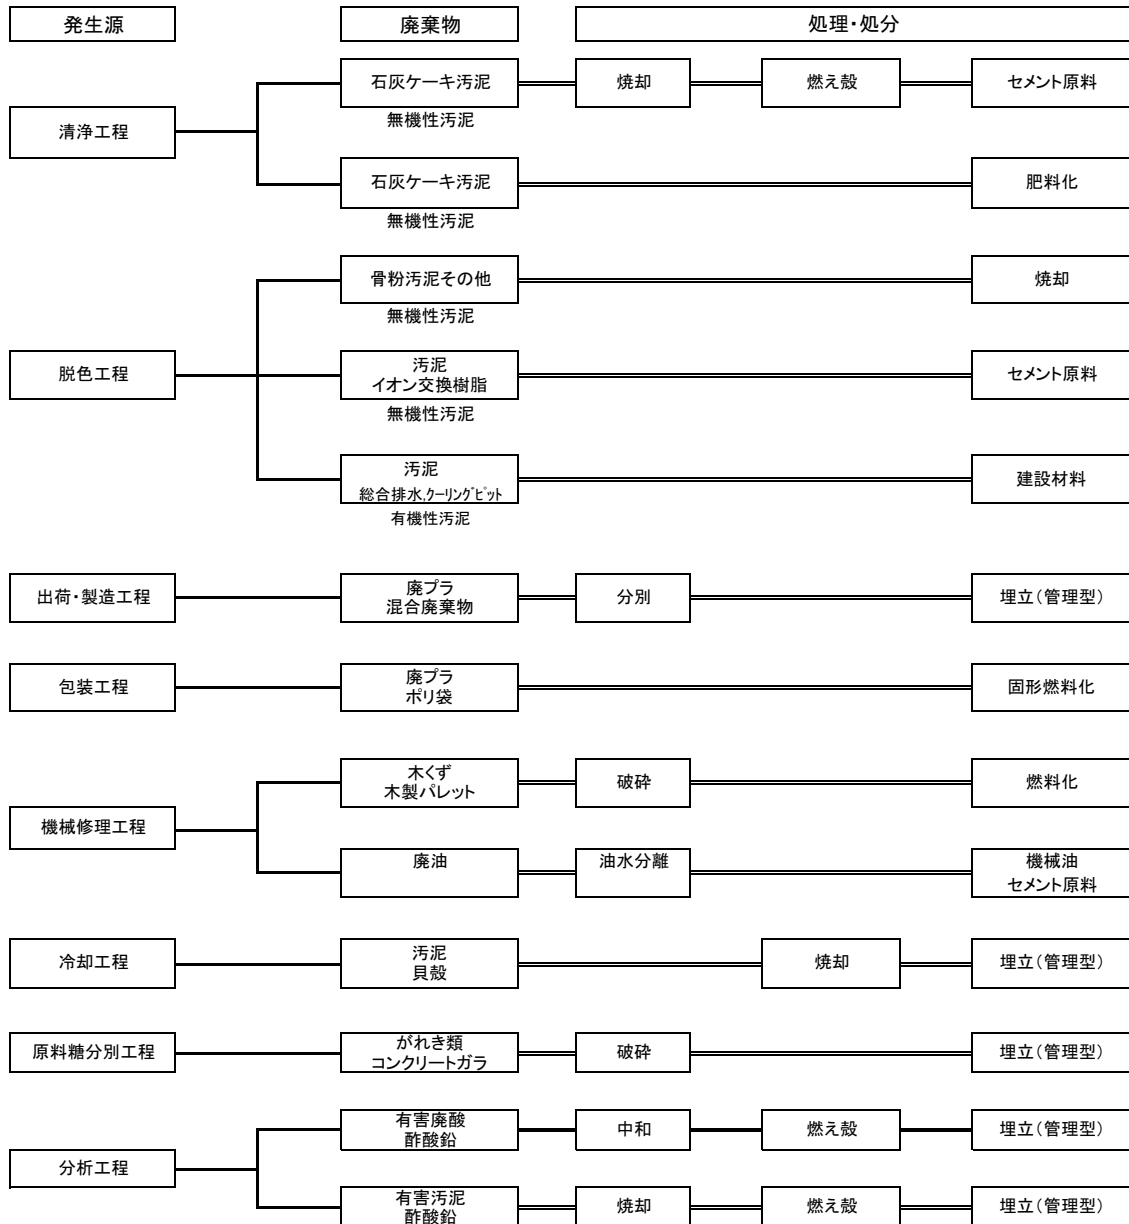 発生源
廃棄物
処理・処分
清浄工程
石灰ケーキ汚泥
焼却
燃え殻
セメント原料
無機性汚泥
石灰ケーキ汚泥
肥料化
無機性汚泥
脱色工程
骨粉汚泥その他
焼却
無機性汚泥
汚泥
イオン交換樹脂
セメント原料
無機性汚泥
汚泥
総合排水,クーリングピット
建設材料
有機性汚泥
出荷・製造工程
廃プラ
混合廃棄物
分別
埋立(管理型)
包装工程
廃プラ
ポリ袋
固形燃料化
機械修理工程
木くず
木製パレット
破砕
燃料化
廃油
油水分離
機械油
セメント原料
冷却工程
汚泥
貝殻
焼却
埋立(管理型)
原料糖分別工程
がれき類
コンクリートガラ
破砕
埋立(管理型)
分析工程
有害廃酸
酢酸鉛
中和
燃え殻
埋立(管理型)
有害汚泥
酢酸鉛
焼却
燃え殻
埋立(管理型)